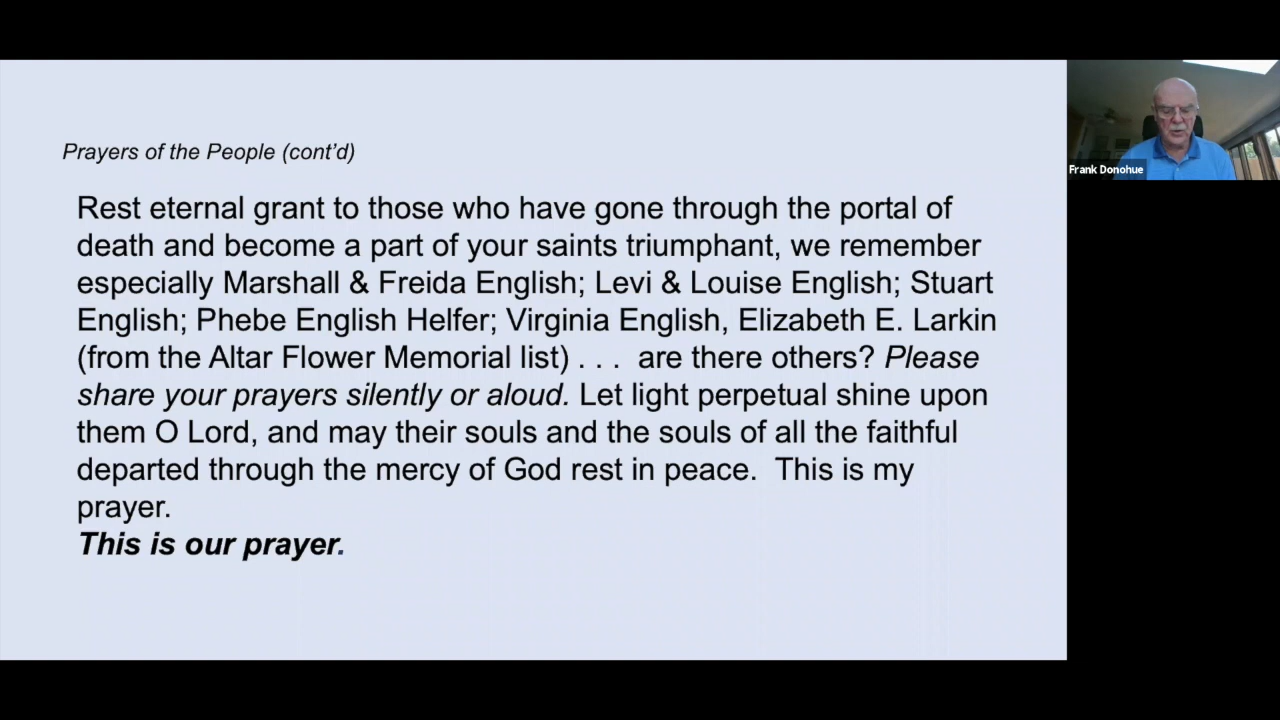 Prayers of the People (cont’d)
Rest eternal grant to those who have gone through the portal of
death and become a part of your saints triumphant, we remember
especially Marshall & Freida English; Levi & Louise English; Stuart
English; Phebe English Helfer; Virginia English, Elizabeth E. Larkin
(from the Altar Flower Memorial list) . . .  are there others? Please
share your prayers silently or aloud. Let light perpetual shine upon
them O Lord, and may their souls and the souls of all the faithful
departed through the mercy of God rest in peace.  This is my
prayer.
This is our prayer.
Frank Donohue